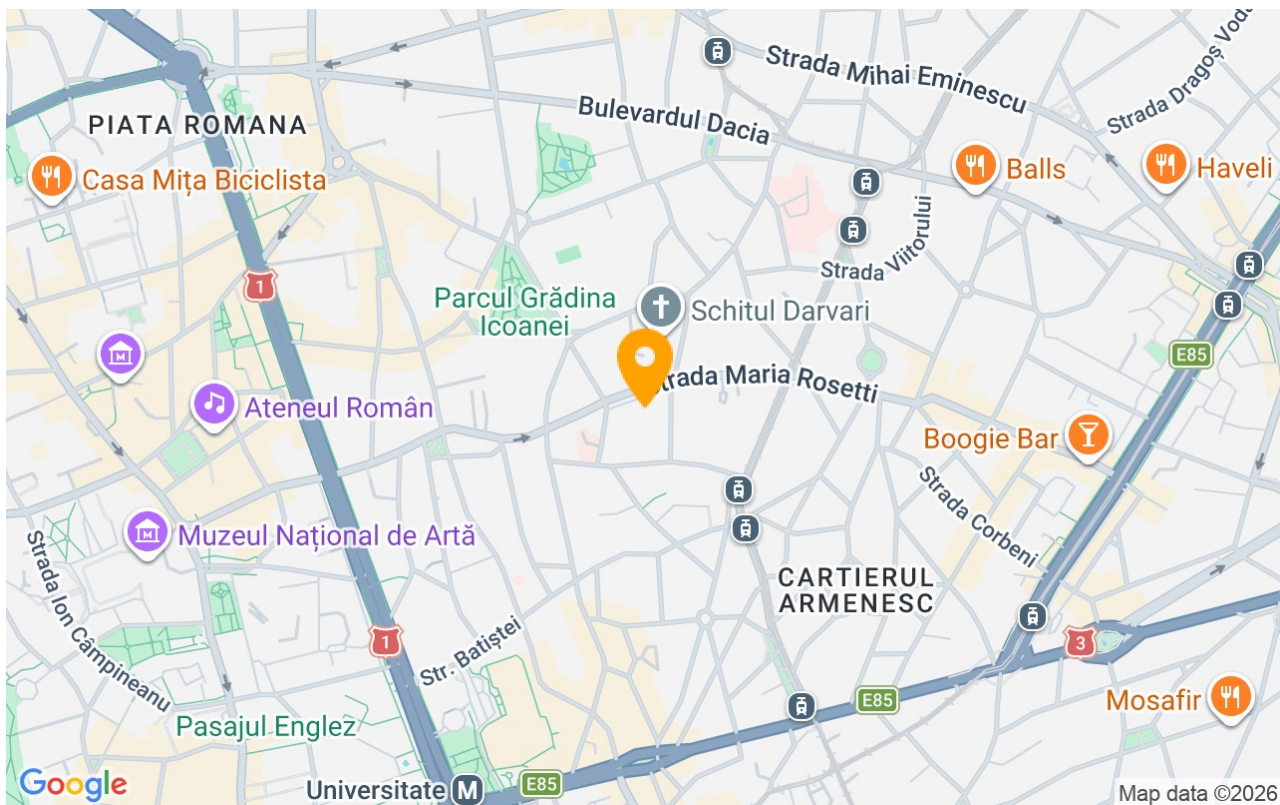 Strada Mihai Eminescu
Strada Dragoș Vodă
Bulevardul Dacia
PIATA ROMANA
Casa Mița Biciclista
Balls
Haveli
Strada Viitorului
1
Parcul Grădina
Icoanei
Schitul Darvari
E85
M
Strada Maria Rosetti
Ateneul Român
Boogie Bar
Strada Corbeni
M
Muzeul Național de Artă
CARTIERUL
ARMENESC
Strada Ion Câmpineanu
Str. Batiștei
1
3
E85
Mosafir
Pasajul Englez
Google
Universitate M
E85
Map data ©2026